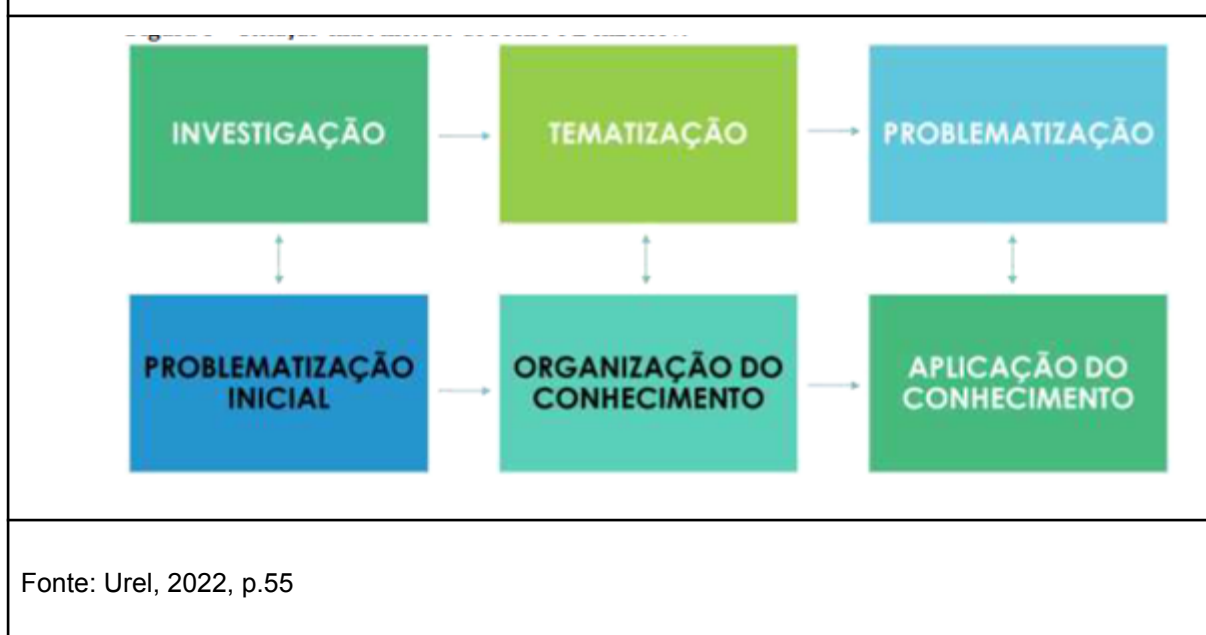 INVESTIGAÇÃO
TEMATIZAÇÃO
PROBLEMATIZAÇÃO
PROBLEMATIZAÇÃO
INICIAL
ORGANIZAÇÃO DO
CONHECIMENTO
APLICAÇÃO DO
CONHECIMENTO
Fonte: Urel, 2022, p.55